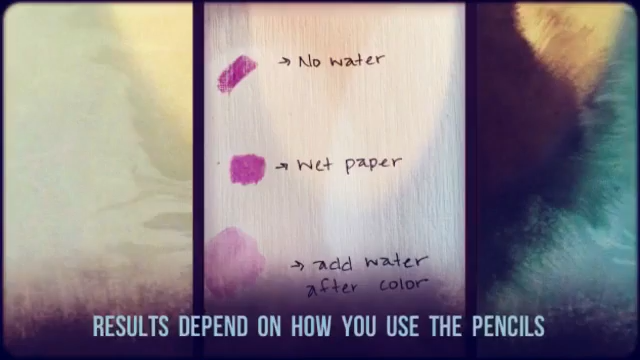 → No water
→ Wet paper
→ add water
after color
RESULTS DEPEND ON HOW YOU USE THE PENCILS